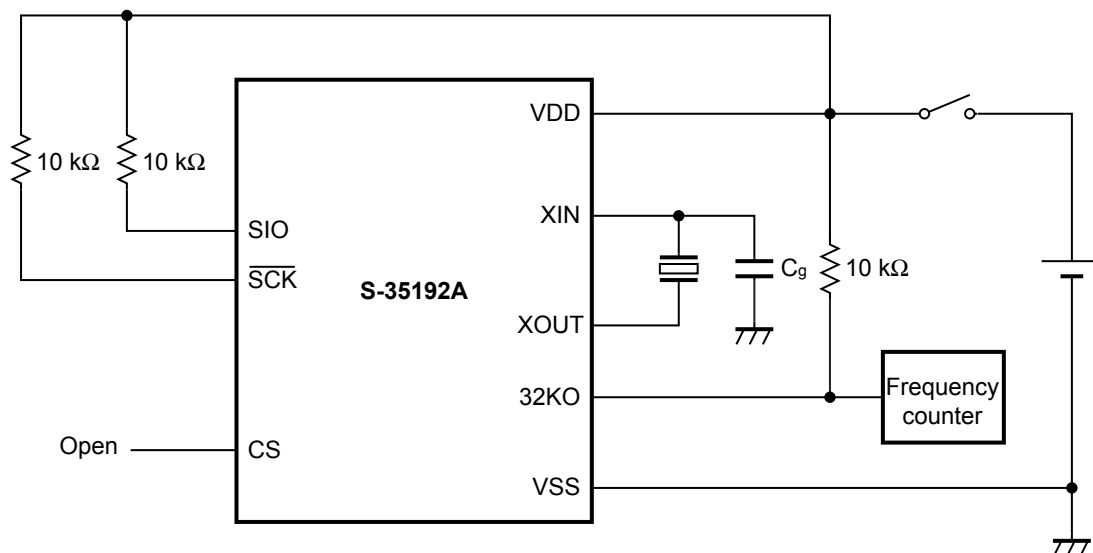 VDD
10 kΩ
10 kΩ
XIN
SIO
Cg
10 kΩ
SCK
S-35192A
XOUT
Frequency
counter
32KO
Open
CS
VSS